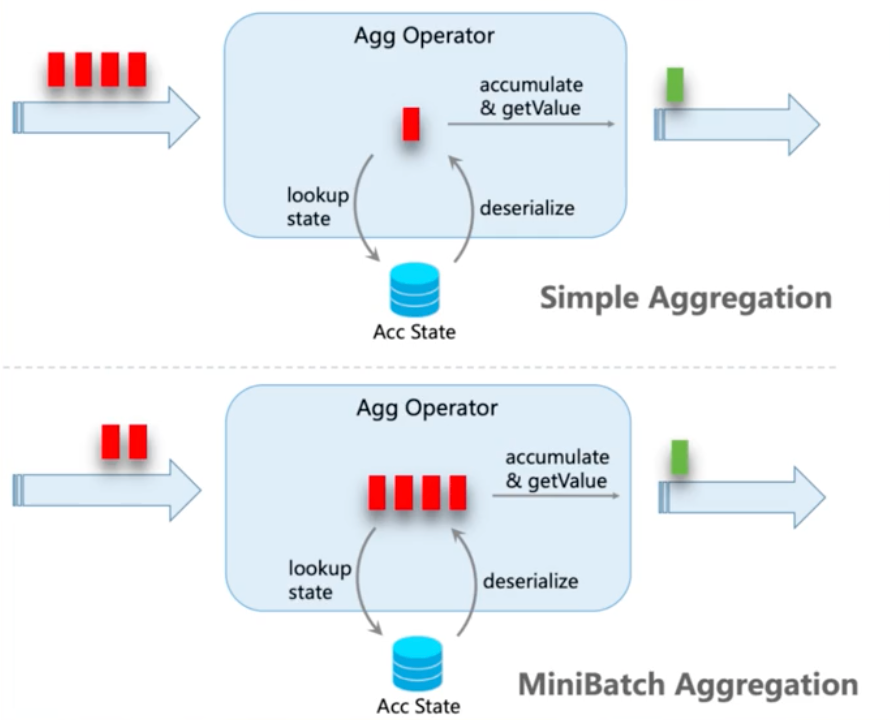 Agg Operator
accumulate
& getValue
lookup
state
deserialize
Acc State
Simple Aggregation
Agg Operator
accumulate
& getValue
lookup
state
deserialize
Acc State
MiniBatch Aggregation